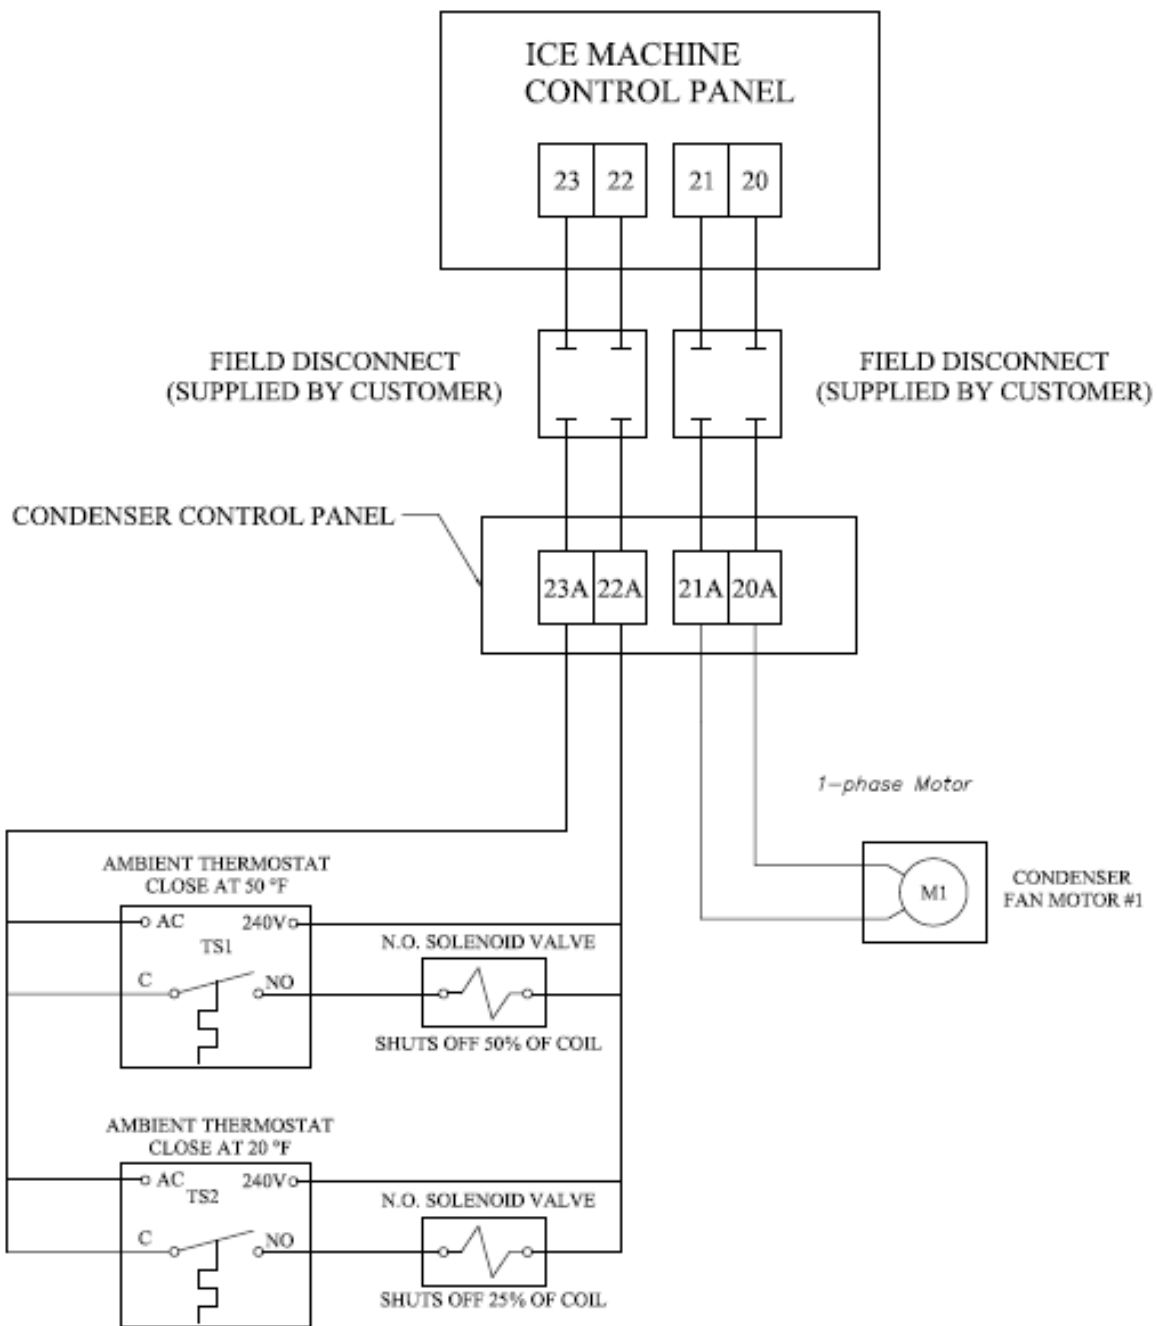 ICE MACHINE
CONTROL PANEL
23 22 21 20
FIELD DISCONNECT
(SUPPLIED BY CUSTOMER)
FIELD DISCONNECT
(SUPPLIED BY CUSTOMER)
CONDENSER CONTROL PANEL
23A 22A 21A 20A
1-phase Motor
M1
CONDENSER
FAN MOTOR #1
AMBIENT THERMOSTAT
CLOSE AT 50 °F
AC 240V
TS1
C NO
N.O. SOLENOID VALVE
SHUTS OFF 50% OF COIL
AMBIENT THERMOSTAT
CLOSE AT 20 °F
AC 240V
TS2
C NO
N.O. SOLENOID VALVE
SHUTS OFF 25% OF COIL